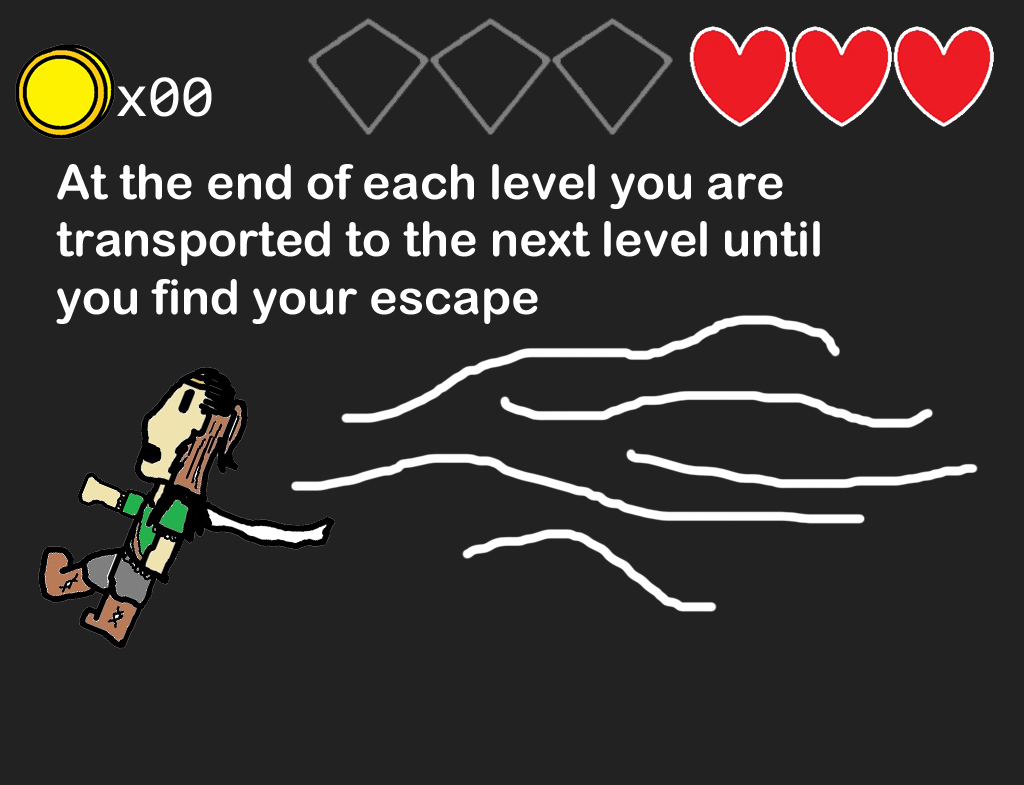 x00
At the end of each level you are
transported to the next level until
you find your escape